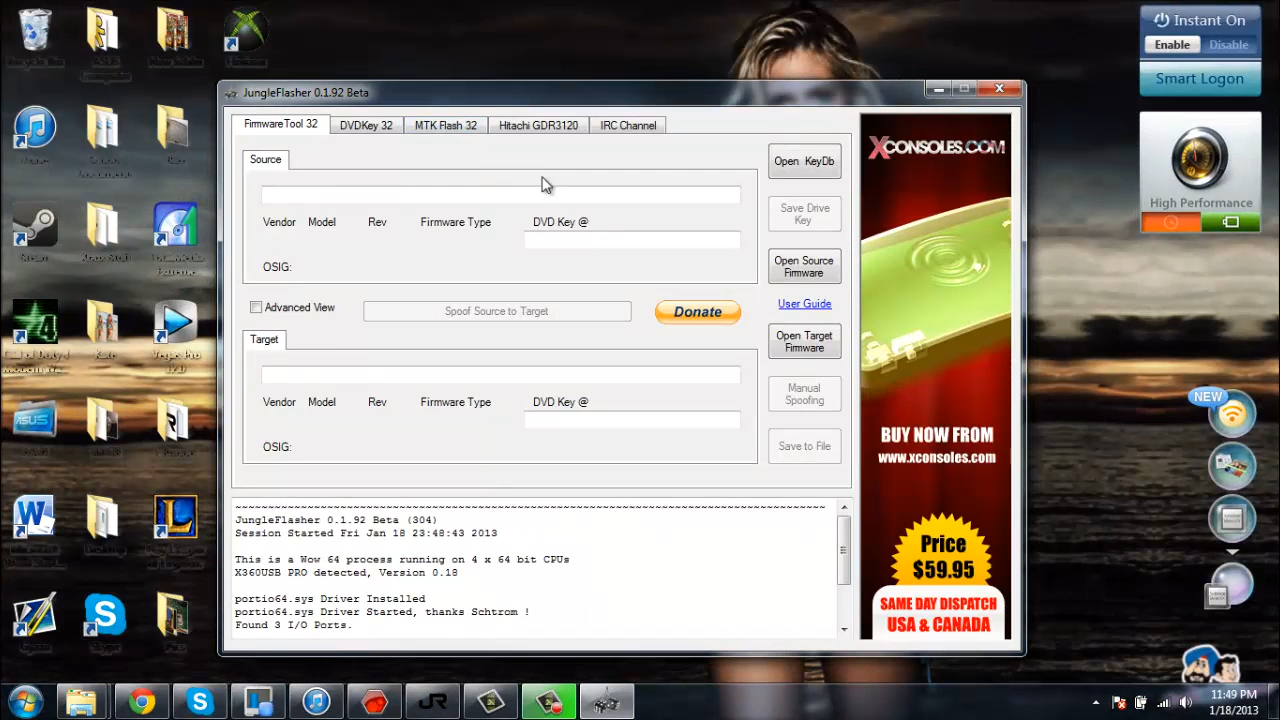 Instant On
Enable
Disable
Smart Logon
High Performance
NEW
JungleFlasher 0.1.92 Beta
FirmwareTool 32
DVDKey 32
MTK Flash 32
Hitachi GDR3120
IRC Channel
Source
Vendor
Model
Rev
Firmware Type
DVD Key @
OSIG:
Open KeyDb
Save Drive
Key
Open Source
Firmware
Advanced View
Spoof Source to Target
Donate
User Guide
Target
Vendor
Model
Rev
Firmware Type
DVD Key @
OSIG:
Open Target
Firmware
Manual
Spoofing
Save to File
XCONSOLES.COM
BUY NOW FROM
www.xconsoles.com
Price
$59.95
SAME DAY DISPATCH
USA & CANADA
~~~~~~~~~~~~~~~~~~~~~~~~~~~~~~~~~~~~~~~~~~~~~~~~~~~~~~~~~~~~~~~~~~~~~~~~~~~~~~~~~~~~~~~~~~
JungleFlasher 0.1.92 Beta (304)
Session Started Fri Jan 18 23:48:43 2013
This is a Wow 64 process running on 4 x 64 bit CPUs
X360USB PRO detected, Version 0.18
portio64.sys Driver Installed
portio64.sys Driver Started, thanks Schtrom !
Found 3 I/O Ports.
11:49 PM
1/18/2013